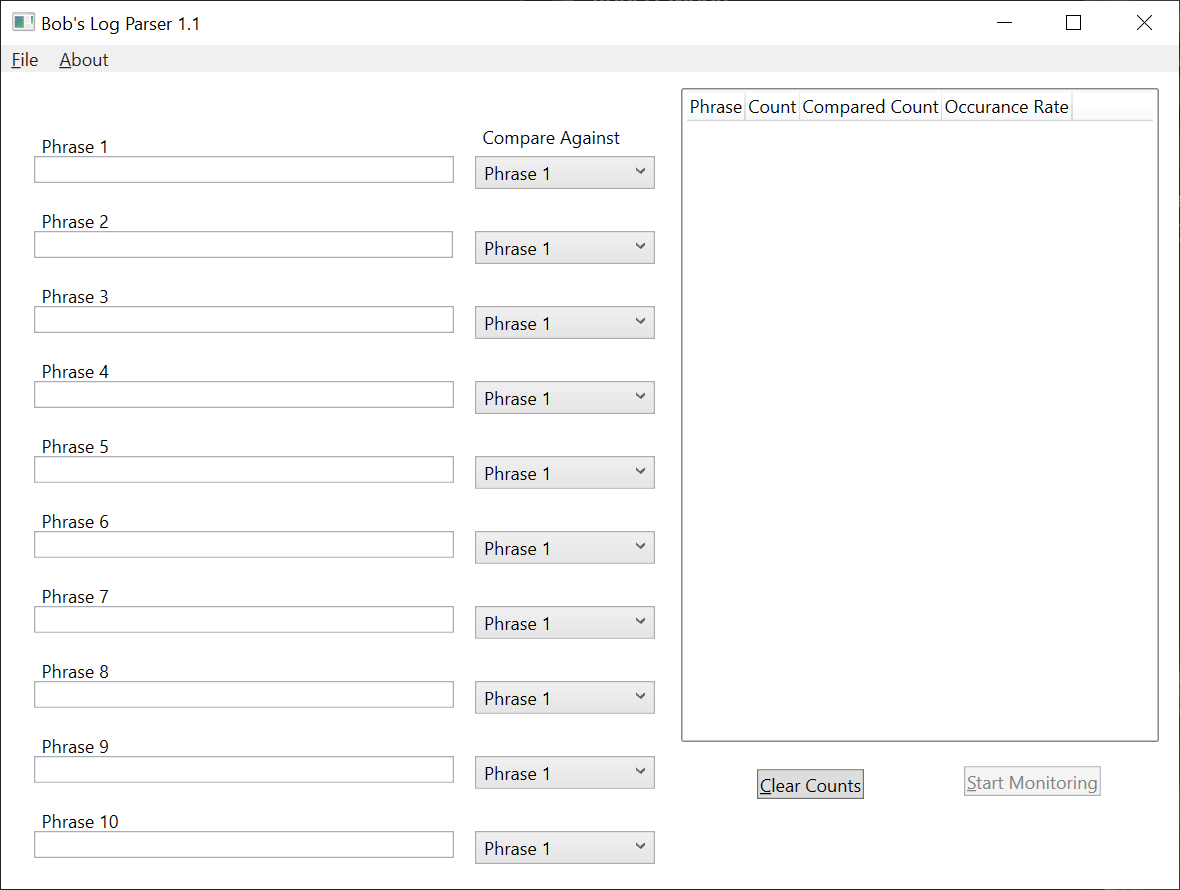 Bob's Log Parser 1.1
File About
Phrase Count Compared Count Occurance Rate
Compare Against
Phrase 1
Phrase 1
Phrase 2
Phrase 1
Phrase 3
Phrase 1
Phrase 4
Phrase 1
Phrase 5
Phrase 1
Phrase 6
Phrase 1
Phrase 7
Phrase 1
Phrase 8
Phrase 1
Phrase 9
Phrase 1
Phrase 10
Phrase 1
Clear Counts
Start Monitoring